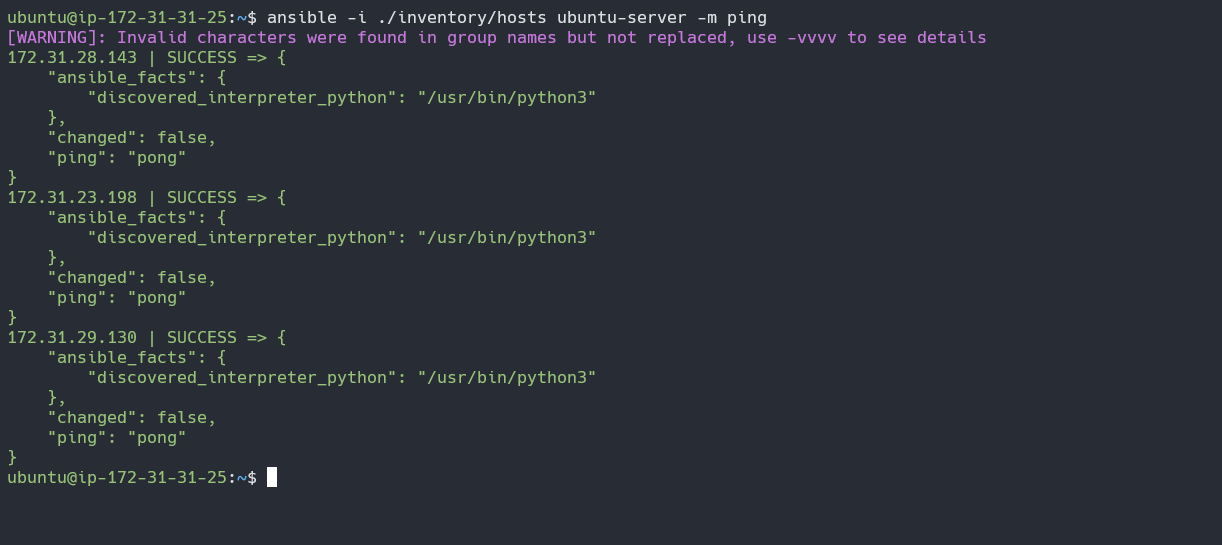 ubuntu@ip-172-31-31-25:~$ ansible -i ./inventory/hosts ubuntu-server -m ping
[WARNING]: Invalid characters were found in group names but not replaced, use -vvvv to see details
172.31.28.143 | SUCCESS => {
    "ansible_facts": {
        "discovered_interpreter_python": "/usr/bin/python3"
    },
    "changed": false,
    "ping": "pong"
}
172.31.23.198 | SUCCESS => {
    "ansible_facts": {
        "discovered_interpreter_python": "/usr/bin/python3"
    },
    "changed": false,
    "ping": "pong"
}
172.31.29.130 | SUCCESS => {
    "ansible_facts": {
        "discovered_interpreter_python": "/usr/bin/python3"
    },
    "changed": false,
    "ping": "pong"
}
ubuntu@ip-172-31-31-25:~$